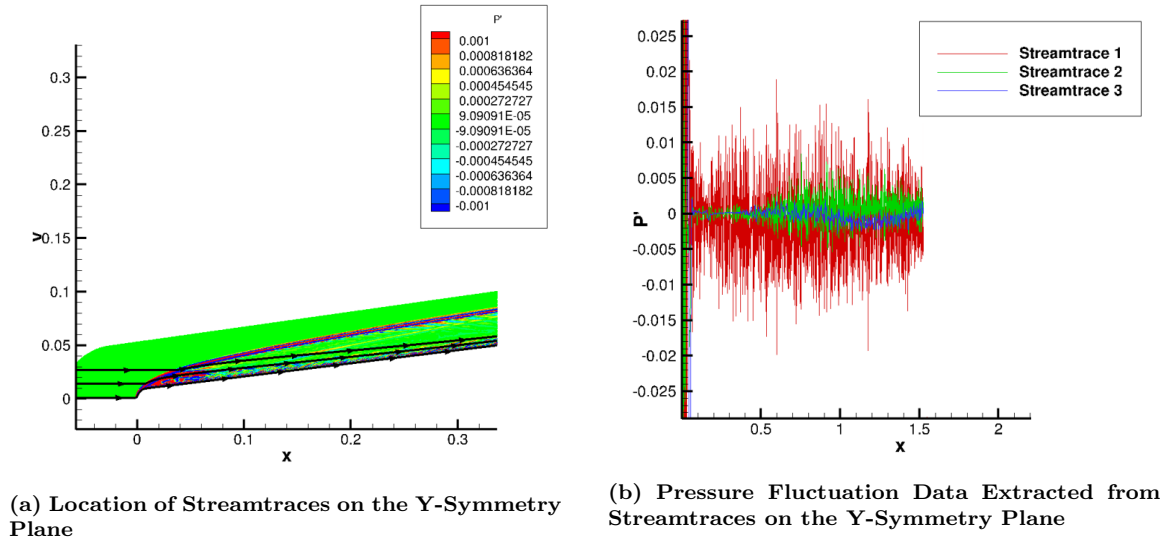 P'
0.001
0.000818182
0.000636364
0.000454545
0.000272727
9.09091E-05
-9.09091E-05
-0.000272727
-0.000454545
-0.000636364
-0.000818182
-0.001
0.3
0.25
0.2
0.15
0.1
0.05
0
0 0.1 0.2 0.3
x
(a) Location of Streamtraces on the Y-Symmetry
Plane
Streamtrace 1
Streamtrace 2
Streamtrace 3
0.025
0.02
0.015
0.01
0.005
0
-0.005
-0.01
-0.015
-0.02
-0.025
P'
0.5 1 1.5 2
x
(b) Pressure Fluctuation Data Extracted from
Streamtraces on the Y-Symmetry Plane